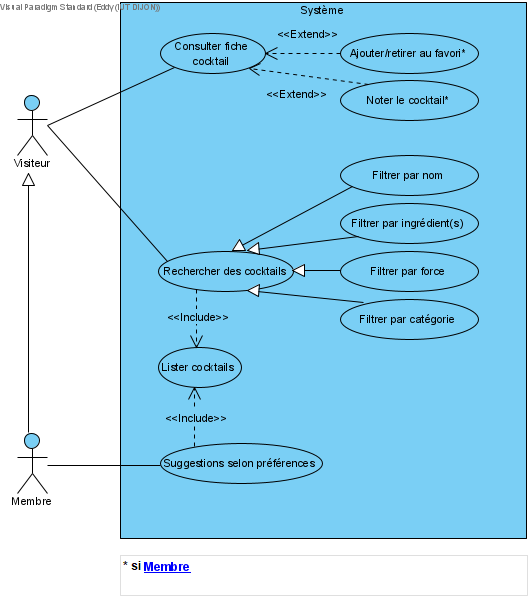 Visual Paradigm Standard (Eddy (IUT DIJON))
Système
Consulter fiche
cocktail
<<Extend>>
Ajouter/retirer au favori*
<<Extend>>
Noter le cocktail*
Visiteur
Filtrer par nom
Filtrer par ingrédient(s)
Rechercher des cocktails
Filtrer par force
<<Include>>
Filtrer par catégorie
Lister cocktails
<<Include>>
Suggestions selon préférences
Membre
* si Membre